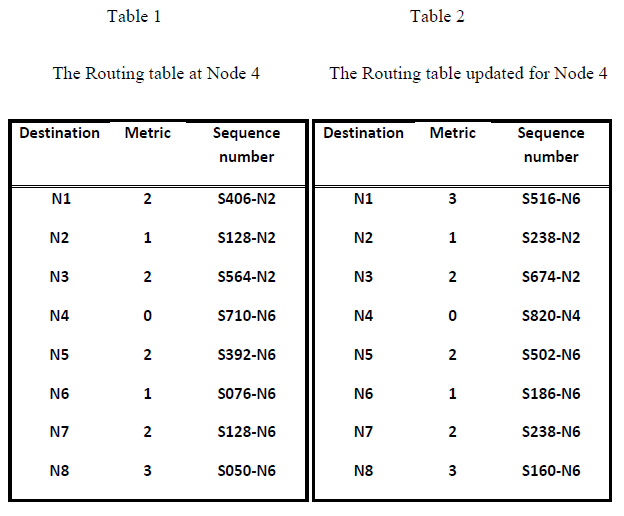 Table 1
Table 2
The Routing table at Node 4
The Routing table updated for Node 4
Destination Metric Sequence number
N1 2 S406-N2
N2 1 S128-N2
N3 2 S564-N2
N4 0 S710-N6
N5 2 S392-N6
N6 1 S076-N6
N7 2 S128-N6
N8 3 S050-N6
Destination Metric Sequence number
N1 3 S516-N6
N2 1 S238-N2
N3 2 S674-N2
N4 0 S820-N4
N5 2 S502-N6
N6 1 S186-N6
N7 2 S238-N6
N8 3 S160-N6